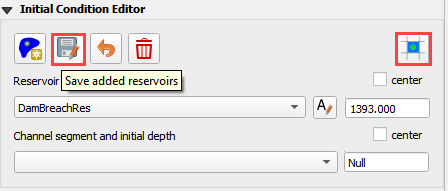 Initial Condition Editor
Save added reservoirs
Reservoir
center
DamBreachRes
A
1393.000
Channel segment and initial depth
center
Null